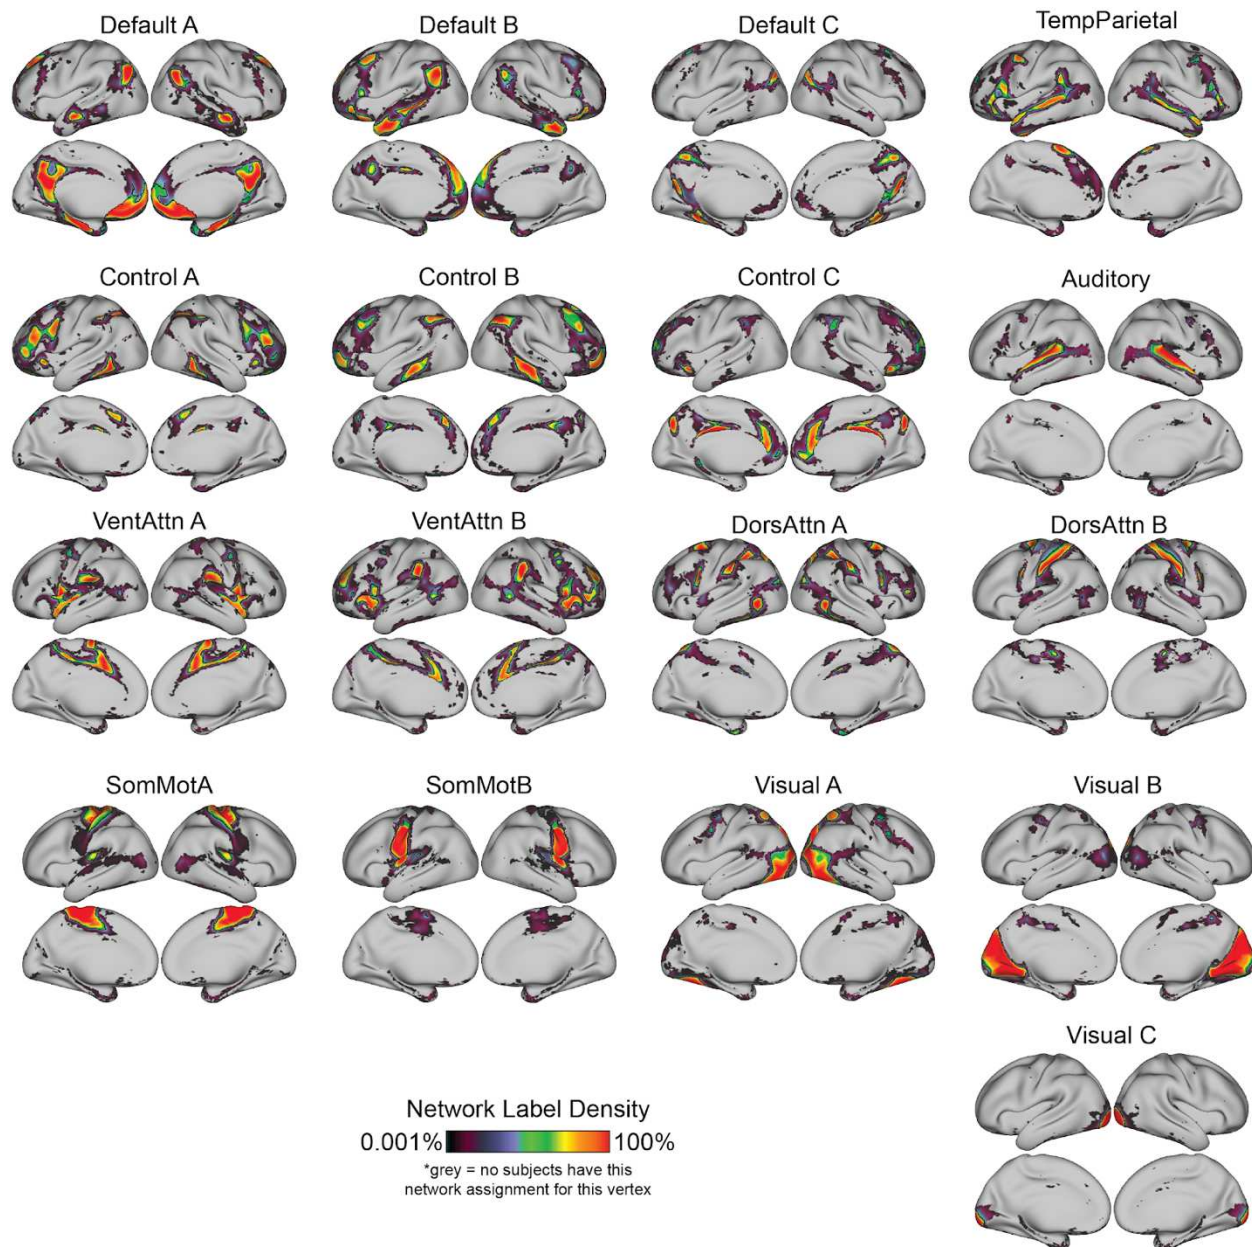 Default A
Default B
Default C
TempParietal
Control A
Control B
Control C
Auditory
VentAttn A
VentAttn B
DorsAttn A
DorsAttn B
SomMotA
SomMotB
Visual A
Visual B
Visual C
Network Label Density
0.001% 100%
*grey = no subjects have this
network assignment for this vertex